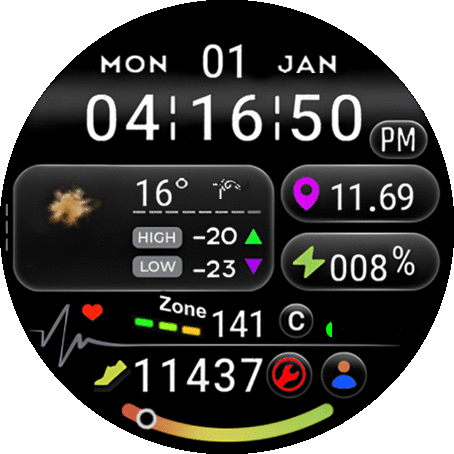 MON 01 JAN
04:16:50 PM
16°
11.69
HIGH -20
LOW -23
008%
Zone
141 C
11437